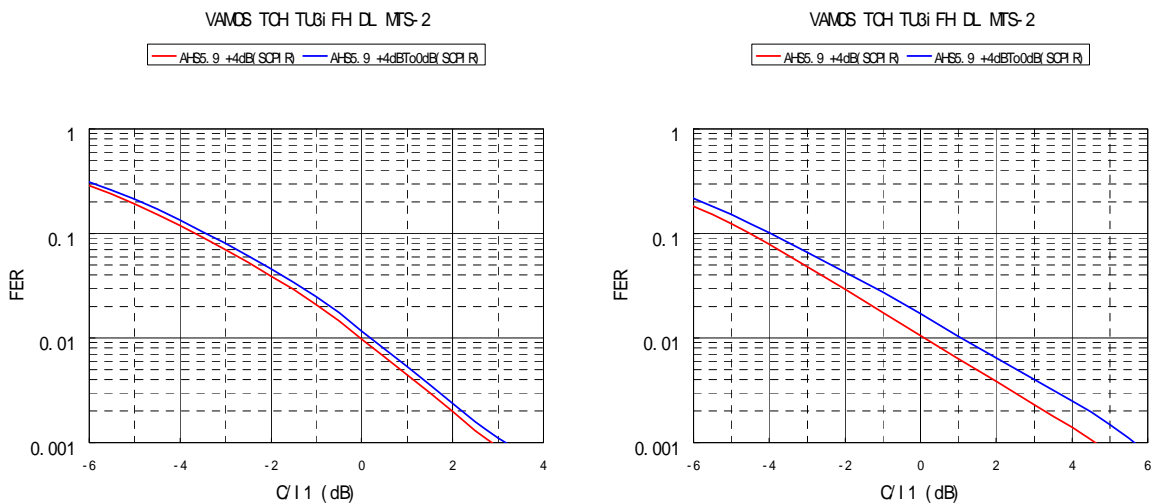 VAMOS TCH TU3i FH DL MTS-2
AHS5.9 +4dB(SCPIR) AHS5.9 +4dBTo0dB(SCPIR)
1
0.1
0.01
0.001
FER
-6 -4 -2 0 2 4
C/I1 (dB)
VAMOS TCH TU3i FH DL MTS-2
AHS5.9 +4dB(SCPIR) AHS5.9 +4dBTo0dB(SCPIR)
1
0.1
0.01
0.001
FER
-6 -4 -2 0 2 4 6
C/I1 (dB)